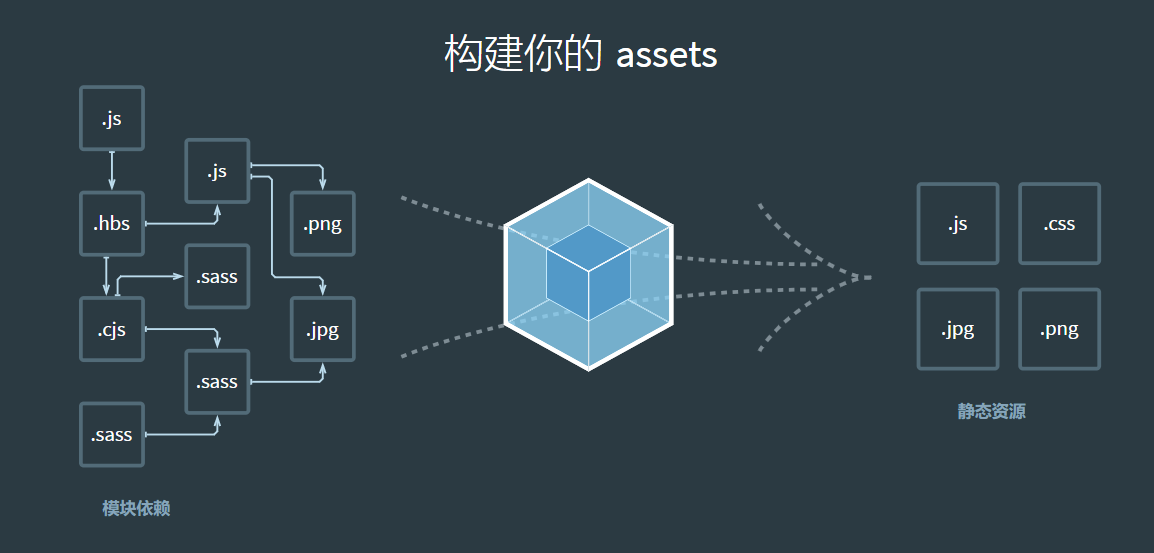 构建你的 assets
.js
.js
.hbs
.png
.sass
.cjs
.jpg
.sass
.sass
模块依赖
.js
.css
.jpg
.png
静态资源